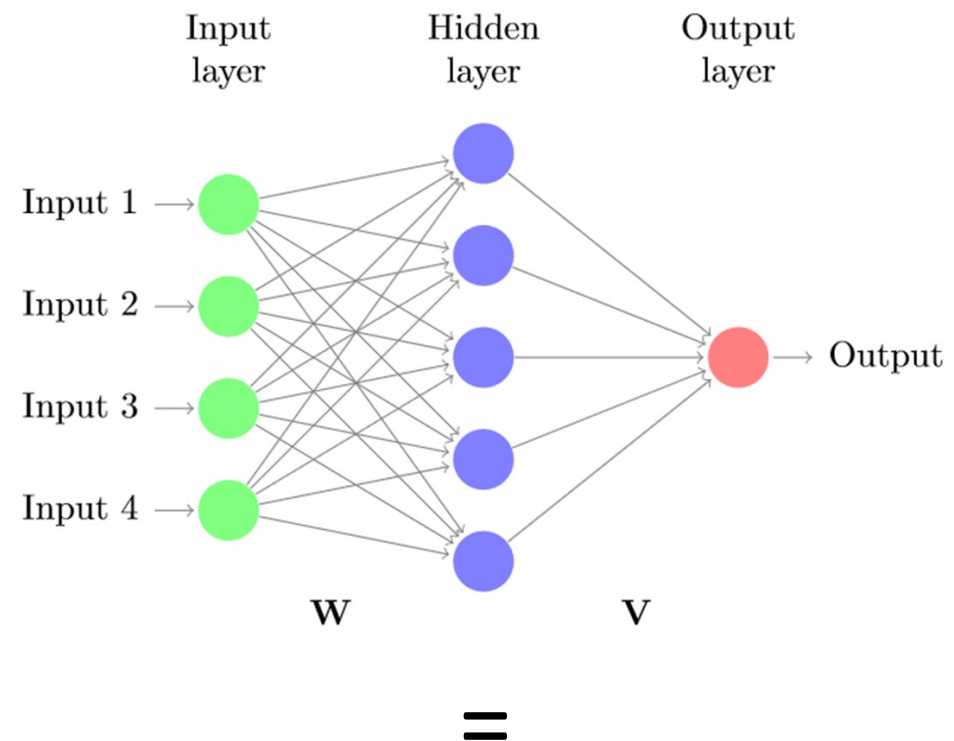 Input
layer
Hidden
layer
Output
layer
Input 1
Input 2
Input 3
Input 4
Output
W
V
=